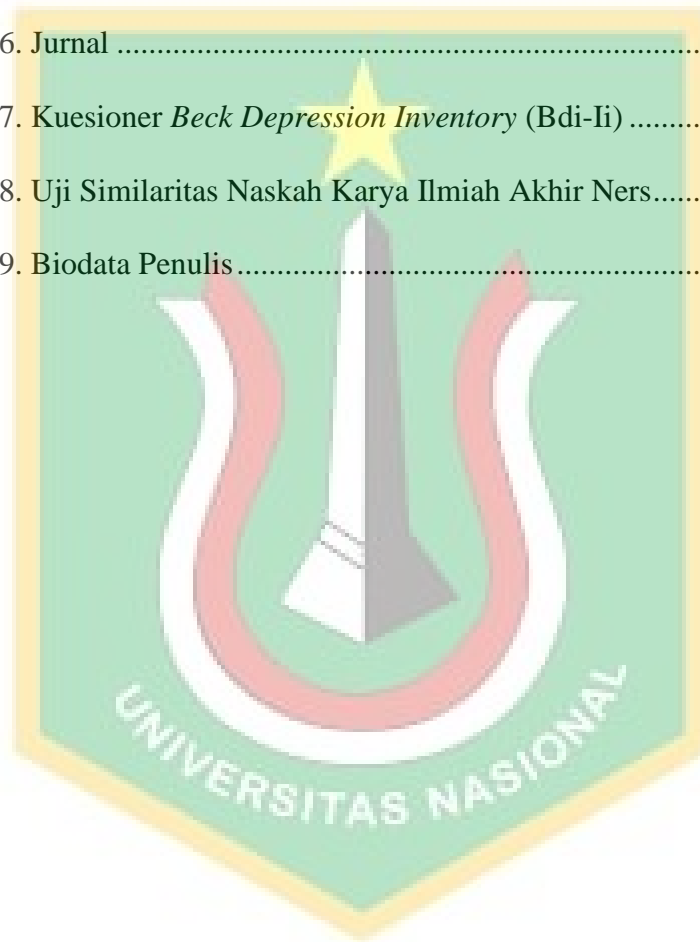 6. Jurnal ......................................................................
7. Kuesioner Beck Depression Inventory (Bdi-Ii) .........
8. Uji Similaritas Naskah Karya Ilmiah Akhir Ners......
9. Biodata Penulis.......................................................
UNIVERSITAS NASIONAL